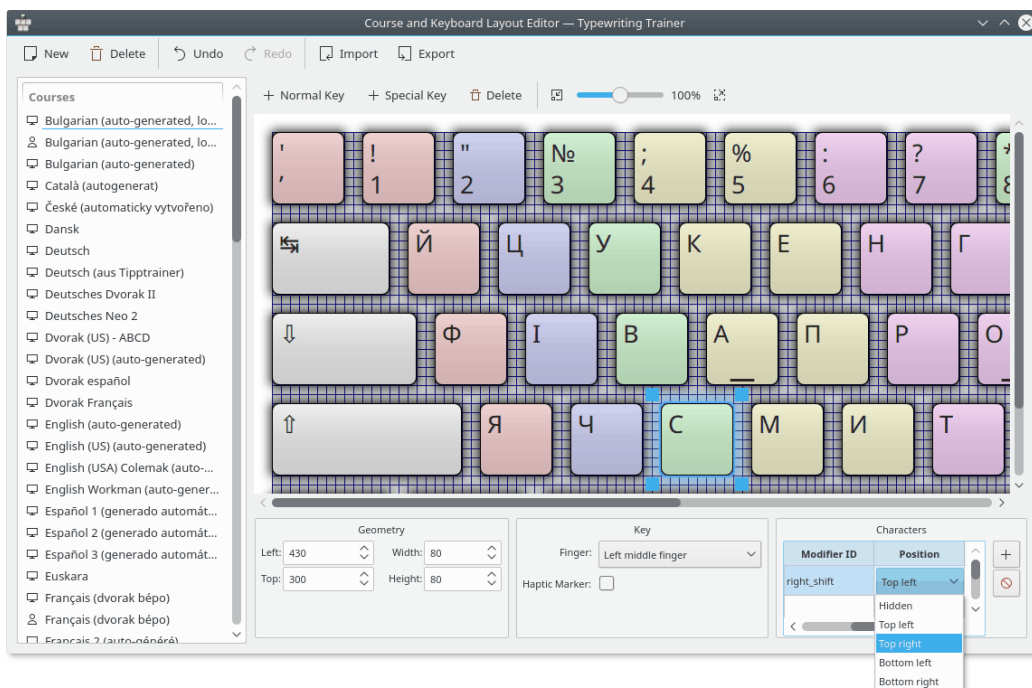 Course and Keyboard Layout Editor — Typewriting Trainer
New Delete Undo Redo Import Export
Courses
Bulgarian (auto-generated, lo...
Bulgarian (auto-generated, lo...
Bulgarian (auto-generated)
Català (autogenerat)
České (automaticky vytvořeno)
Dansk
Deutsch
Deutsch (aus Tipptrainer)
Deutsches Dvorak II
Deutsches Neo 2
Dvorak (US) - ABCD
Dvorak (US) (auto-generated)
Dvorak español
Dvorak Français
English (auto-generated)
English (US) (auto-generated)
English (USA) Colemak (auto-...
English Workman (auto-gener...
Español 1 (generado automát...
Español 2 (generado automát...
Español 3 (generado automát...
Euskara
Français (dvorak bépo)
Français (dvorak bépo)
Français 2 (auto-généré)
+ Normal Key + Special Key Delete 100%
' ! " № ; % : ? *
’ 1 2 3 4 5 6 7 8
↹ Й Ц У К Е Н Г
⇩ Ф І В А П Р О
⇧ Я Ч С М И Т
Geometry
Left: 430 Width: 80
Top: 300 Height: 80
Key
Finger: Left middle finger
Haptic Marker:
Characters
Modifier ID Position
right_shift Top left
Hidden
Top left
Top right
Bottom left
Bottom right